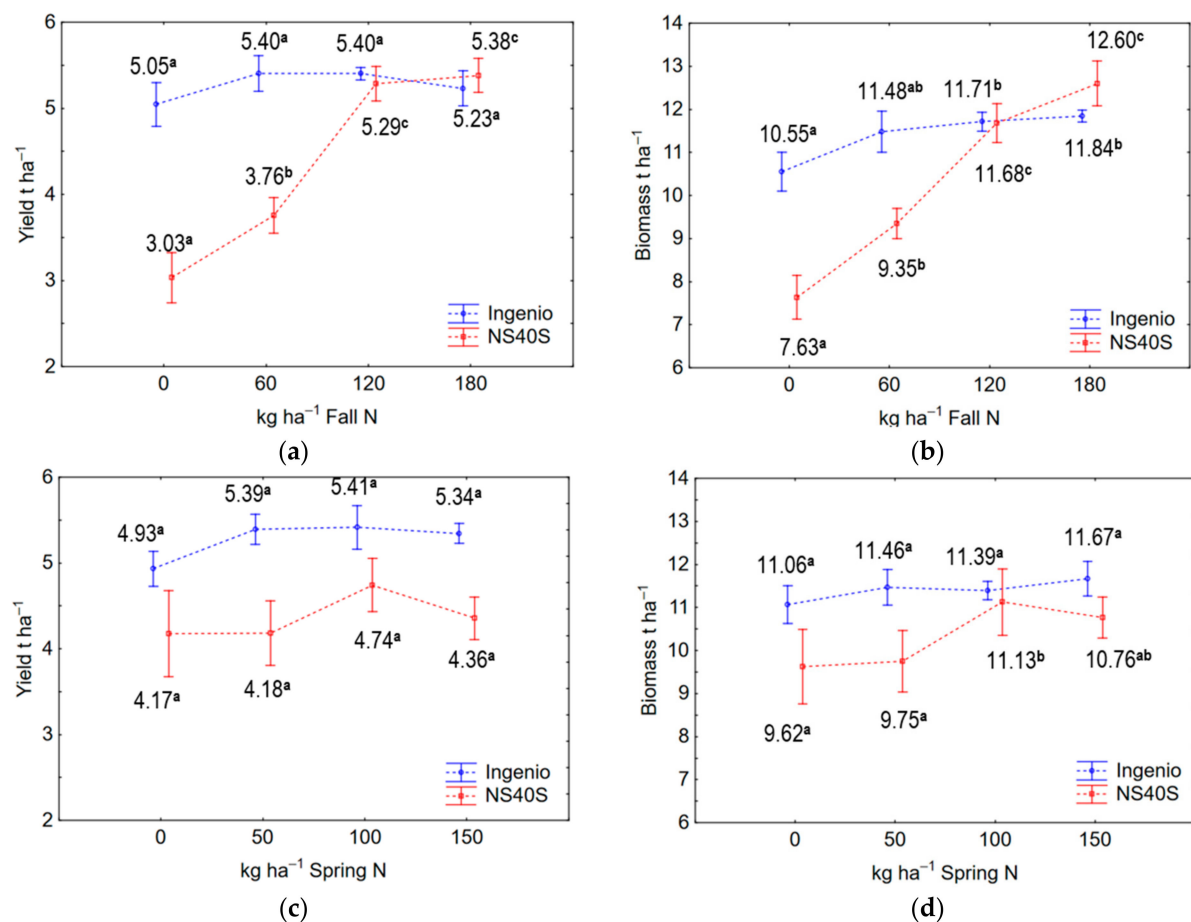 6
5
4
3
2
Yield t ha⁻¹
5.05ᵃ
5.40ᵃ
5.40ᵃ
5.38ᶜ
5.29ᶜ
5.23ᵃ
3.76ᵇ
3.03ᵃ
Ingenio
NS40S
0 60 120 180
kg ha⁻¹ Fall N
(a)
14
13
12
11
10
9
8
7
6
Biomass t ha⁻¹
12.60ᶜ
11.48ᵃᵇ
11.71ᵇ
10.55ᵃ
11.84ᵇ
11.68ᶜ
9.35ᵇ
7.63ᵃ
Ingenio
NS40S
0 60 120 180
kg ha⁻¹ Fall N
(b)
6
5
4
3
2
Yield t ha⁻¹
4.93ᵃ
5.39ᵃ
5.41ᵃ
5.34ᵃ
4.17ᵃ
4.18ᵃ
4.74ᵃ
4.36ᵃ
Ingenio
NS40S
0 50 100 150
kg ha⁻¹ Spring N
(c)
14
13
12
11
10
9
8
7
6
Biomass t ha⁻¹
11.06ᵃ
11.46ᵃ
11.39ᵃ
11.67ᵃ
9.62ᵃ
9.75ᵃ
11.13ᵇ
10.76ᵃᵇ
Ingenio
NS40S
0 50 100 150
kg ha⁻¹ Spring N
(d)